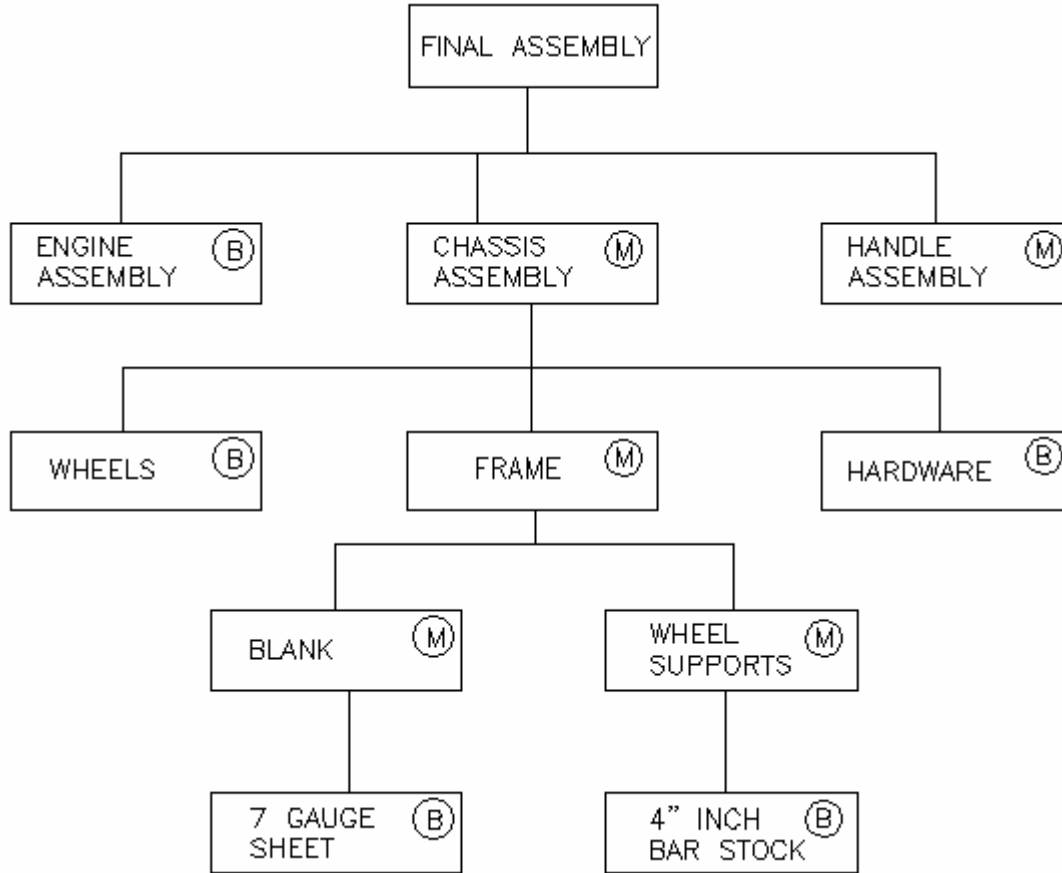 FINAL ASSEMBLY
ENGINE
ASSEMBLY
B
CHASSIS
ASSEMBLY
M
HANDLE
ASSEMBLY
M
WHEELS
B
FRAME
M
HARDWARE
B
BLANK
M
WHEEL
SUPPORTS
M
7 GAUGE
SHEET
B
4" INCH
BAR STOCK
B